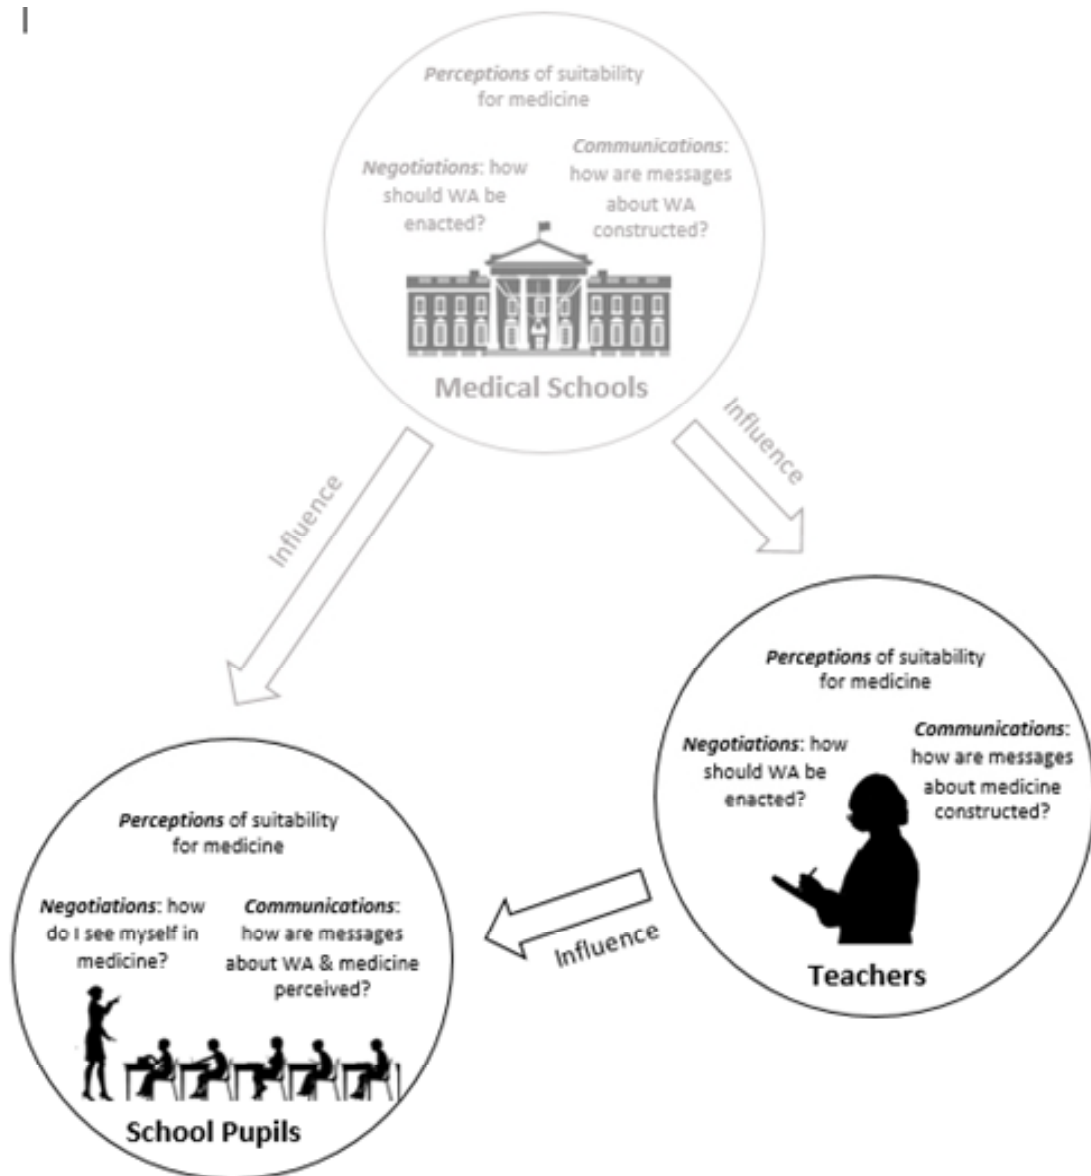 Perceptions of suitability
for medicine
Negotiations: how
should WA be
enacted?
Communications:
how are messages
about WA
constructed?
Medical Schools
Influence
Influence
Perceptions of suitability
for medicine
Negotiations: how
should WA be
enacted?
Communications:
how are messages
about medicine
constructed?
Teachers
Influence
Perceptions of suitability
for medicine
Negotiations: how
do I see myself in
medicine?
Communications:
how are messages
about WA & medicine
perceived?
School Pupils